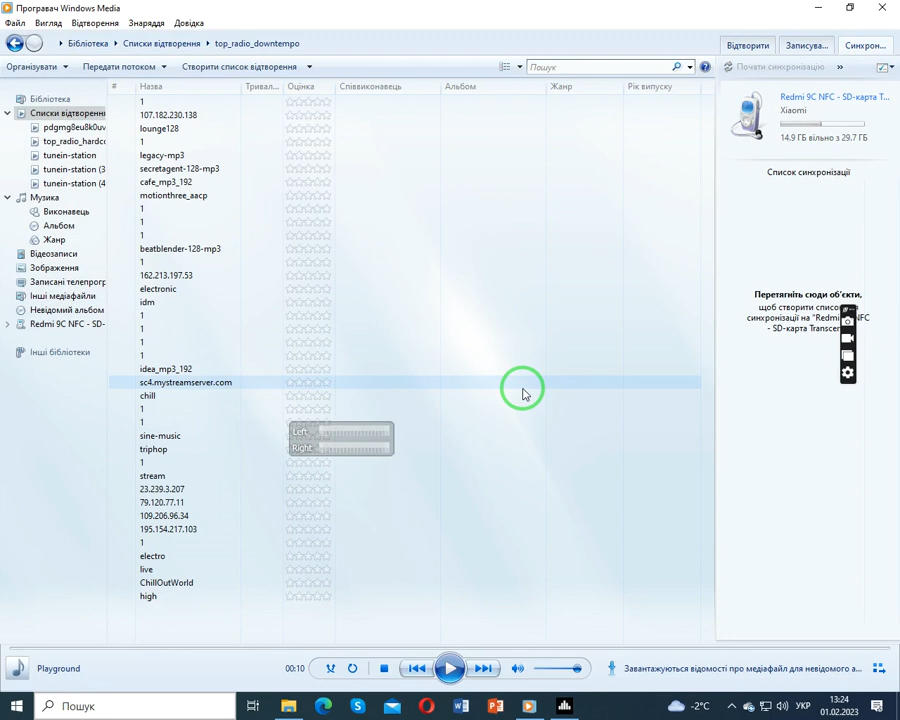 Програвач Windows Media
Файл Вигляд Відтворення Знаряддя Довідка
Бібліотека Списки відтворення top_radio_downtempo
Відтворити Записува... Синхрон...
Організувати Передати потоком Створити список відтворення Пошук
Почати синхронізацію »
# Назва Тривал... Оцінка Співвиконавець Альбом Жанр Рік випуску
Бібліотека
Списки відтворення
pdgmg8eu8k0uv
top_radio_hardco
tunein-station
tunein-station (3
tunein-station (4
Музика
Виконавець
Альбом
Жанр
Відеозаписи
Зображення
Записані телепрогр
Інші медіафайли
Невідомий альбом
Redmi 9C NFC - SD-
Інші бібліотеки
1
107.182.230.138
lounge128
1
legacy-mp3
secretagent-128-mp3
cafe_mp3_192
motionthree_aacp
1
1
1
beatblender-128-mp3
1
162.213.197.53
electronic
idm
1
1
1
1
idea_mp3_192
sc4.mystreamserver.com
chill
1
1
sine-music
triphop
1
stream
23.239.3.207
79.120.77.11
109.206.96.34
195.154.217.103
1
electro
live
ChillOutWorld
high
Left
Right
Redmi 9C NFC - SD-карта T...
Xiaomi
14.9 ГБ вільно з 29.7 ГБ
Список синхронізації
Перетягніть сюди об'єкти,
щоб створити список
синхронізації на "Redmi NFC
- SD-карта Transcen
Playground 00:10 Завантажуються відомості про медіафайл для невідомого а...
Пошук -2°C УКР 13:24
01.02.2023